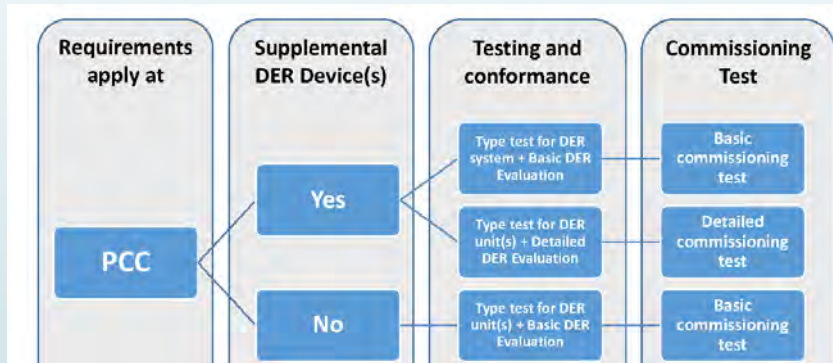 Requirements
apply at
Supplemental
DER Device(s)
Testing and
conformance
Commissioning
Test
PCC
Yes
No
Type test for DER
system + Basic DER
Evaluation
Type test for DER
unit(s) + Detailed
DER Evaluation
Type test for DER
unit(s) + Basic DER
Evaluation
Basic
commissioning
test
Detailed
commissioning
test
Basic
commissioning
test